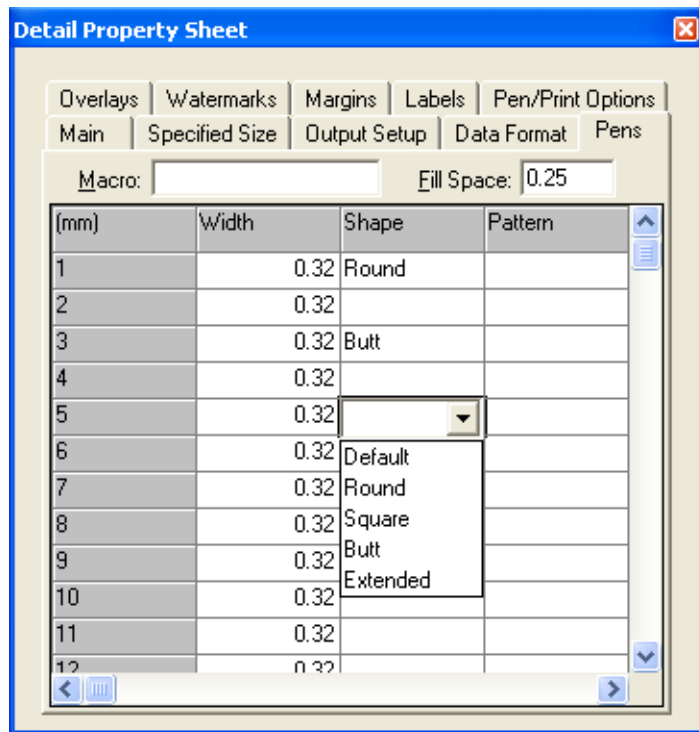 Detail Property Sheet
Overlays Watermarks Margins Labels Pen/Print Options
Main Specified Size Output Setup Data Format Pens
Macro: Fill Space: 0.25
(mm) Width Shape Pattern
1 0.32 Round
2 0.32
3 0.32 Butt
4 0.32
5 0.32
6 0.32 Default
7 0.32 Round
8 0.32 Square
9 0.32 Butt
10 0.32 Extended
11 0.32
12 0.32